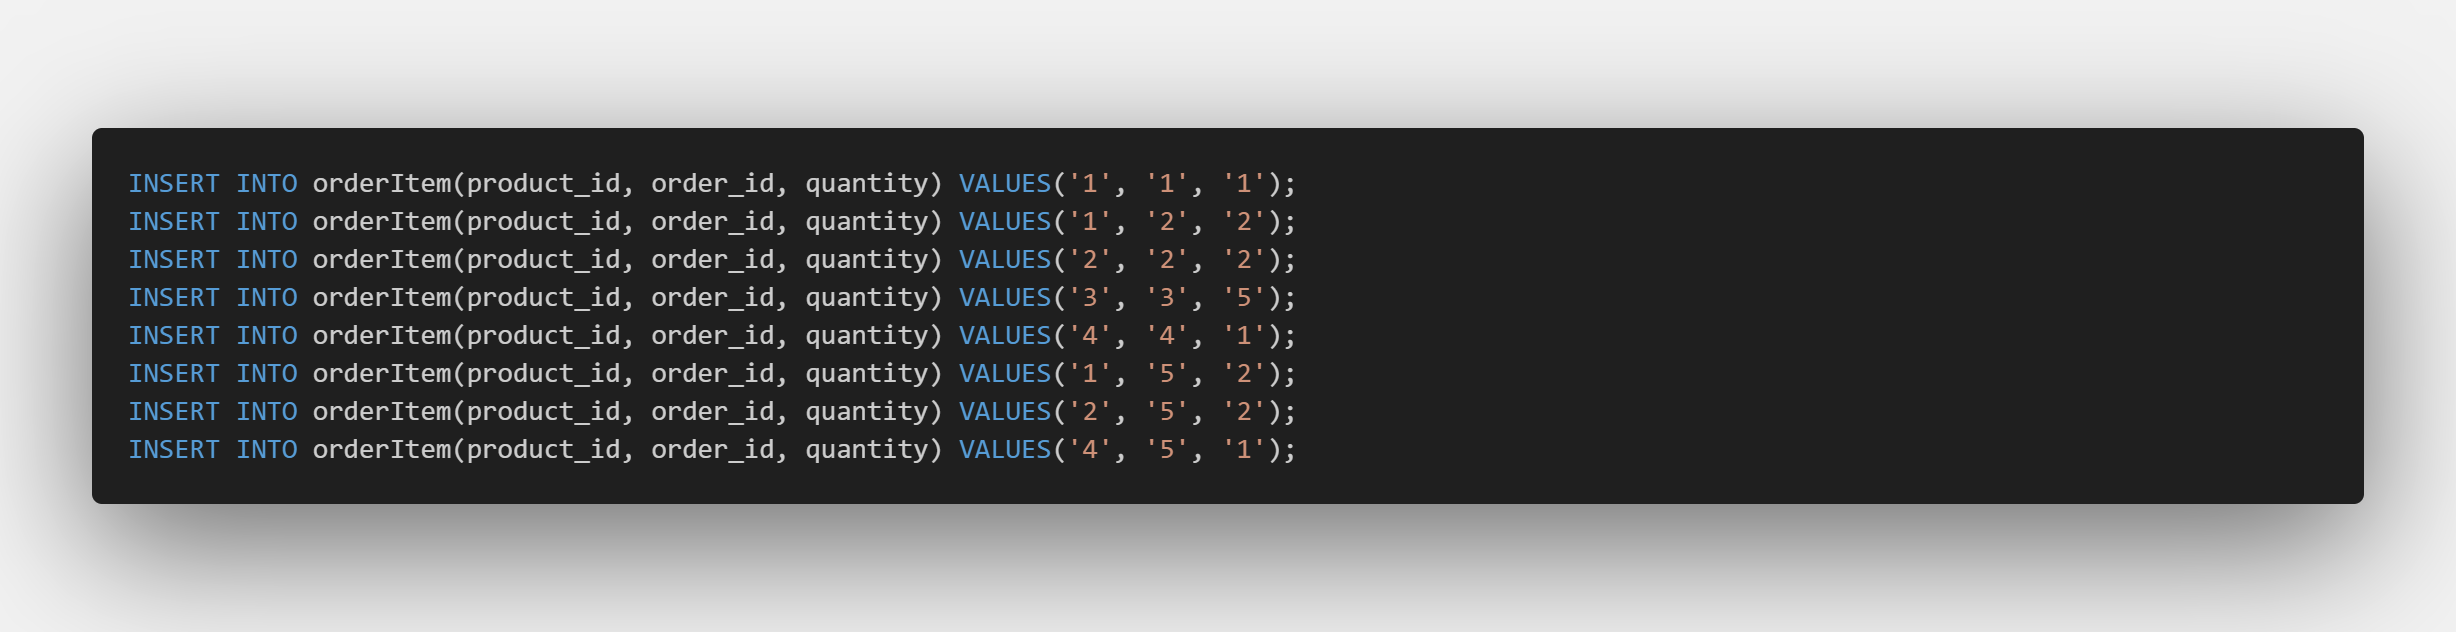 INSERT INTO orderItem(product_id, order_id, quantity) VALUES('1', '1', '1');
INSERT INTO orderItem(product_id, order_id, quantity) VALUES('1', '2', '2');
INSERT INTO orderItem(product_id, order_id, quantity) VALUES('2', '2', '2');
INSERT INTO orderItem(product_id, order_id, quantity) VALUES('3', '3', '5');
INSERT INTO orderItem(product_id, order_id, quantity) VALUES('4', '4', '1');
INSERT INTO orderItem(product_id, order_id, quantity) VALUES('1', '5', '2');
INSERT INTO orderItem(product_id, order_id, quantity) VALUES('2', '5', '2');
INSERT INTO orderItem(product_id, order_id, quantity) VALUES('4', '5', '1');